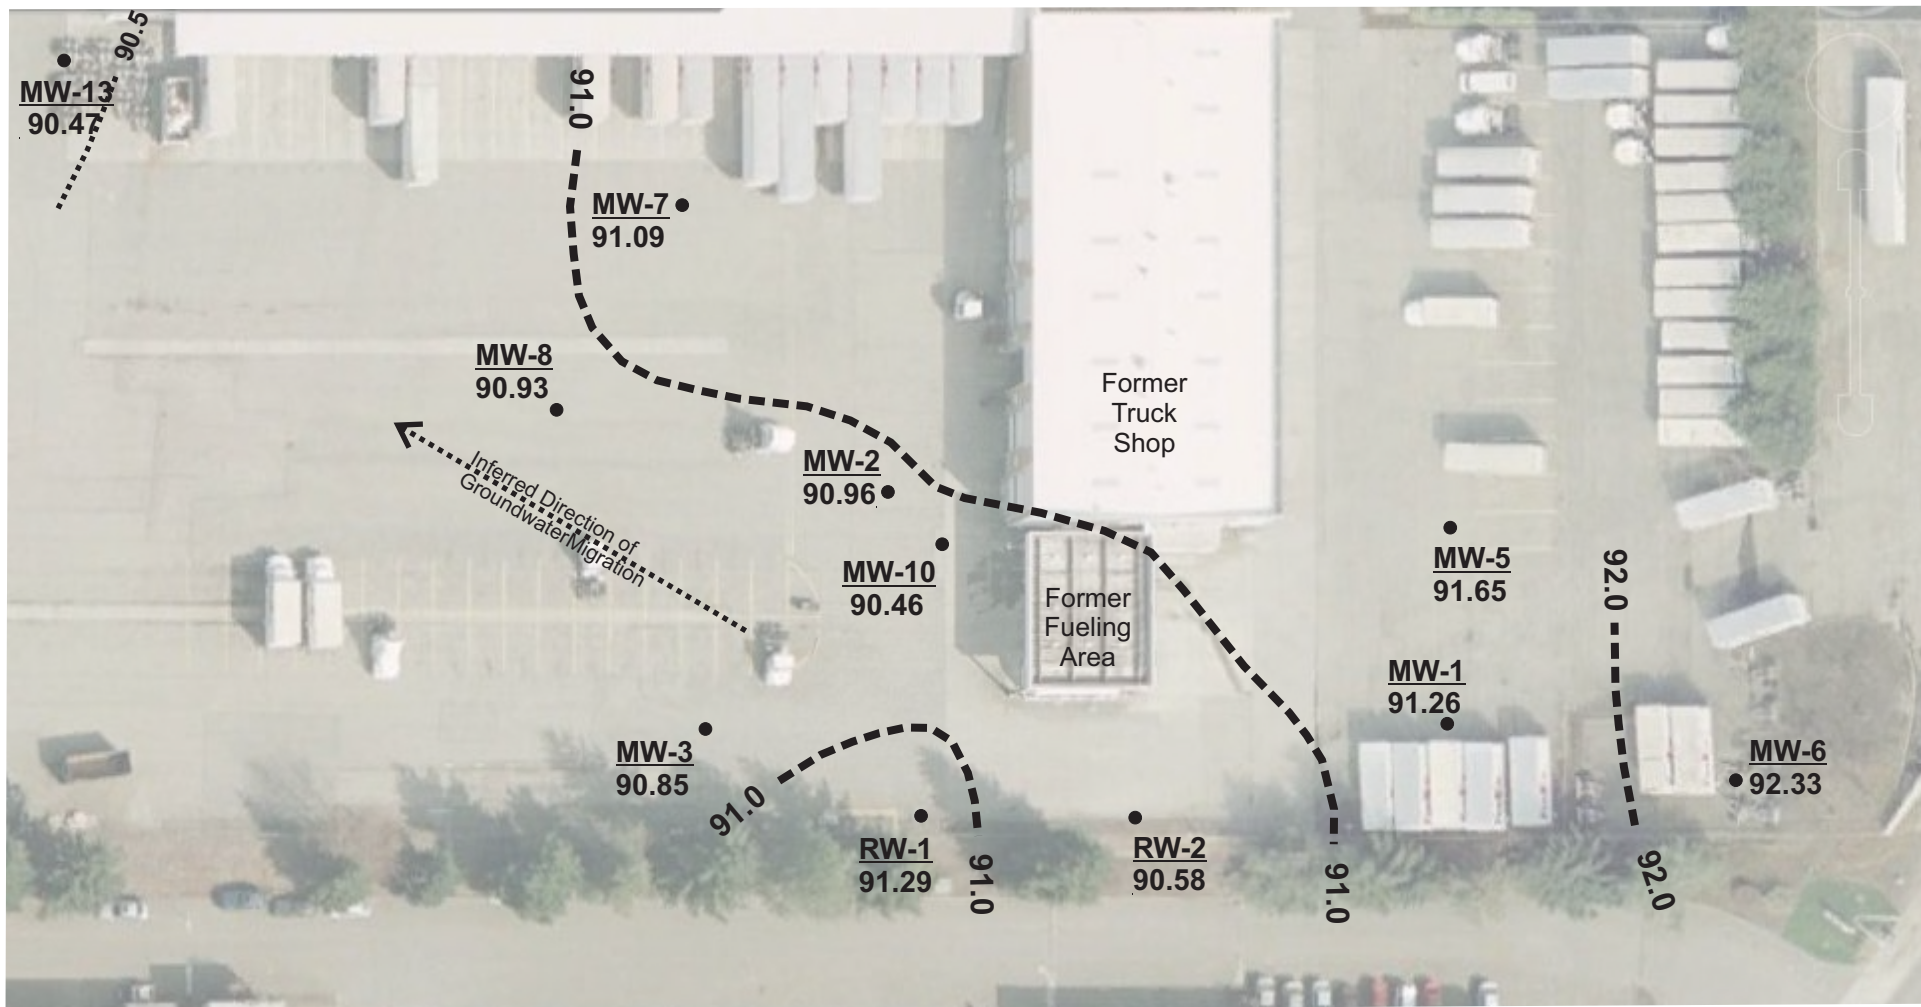 90.5
MW-13
90.47
91.0
MW-7
91.09
MW-8
90.93
Former
Truck
Shop
MW-2
90.96
Inferred Direction of
GroundwaterMigration
MW-10
90.46
Former
Fueling
Area
MW-5
91.65
92.0
MW-1
91.26
MW-3
90.85
91.0
MW-6
92.33
RW-1
91.29
91.0
RW-2
90.58
91.0
92.0